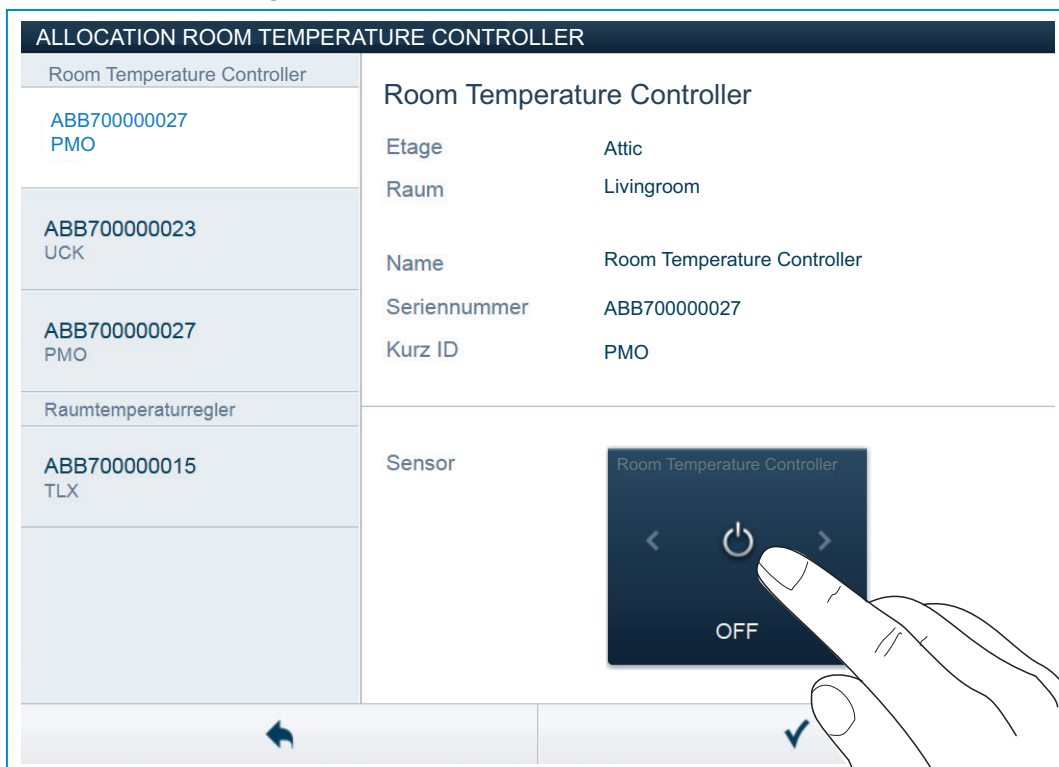 ALLOCATION ROOM TEMPERATURE CONTROLLER
Room Temperature Controller
ABB700000027
PMO
ABB700000023
UCK
ABB700000027
PMO
Raumtemperaturregler
ABB700000015
TLX
Room Temperature Controller
Etage Attic
Raum Livingroom
Name Room Temperature Controller
Seriennummer ABB700000027
Kurz ID PMO
Sensor
Room Temperature Controller
OFF